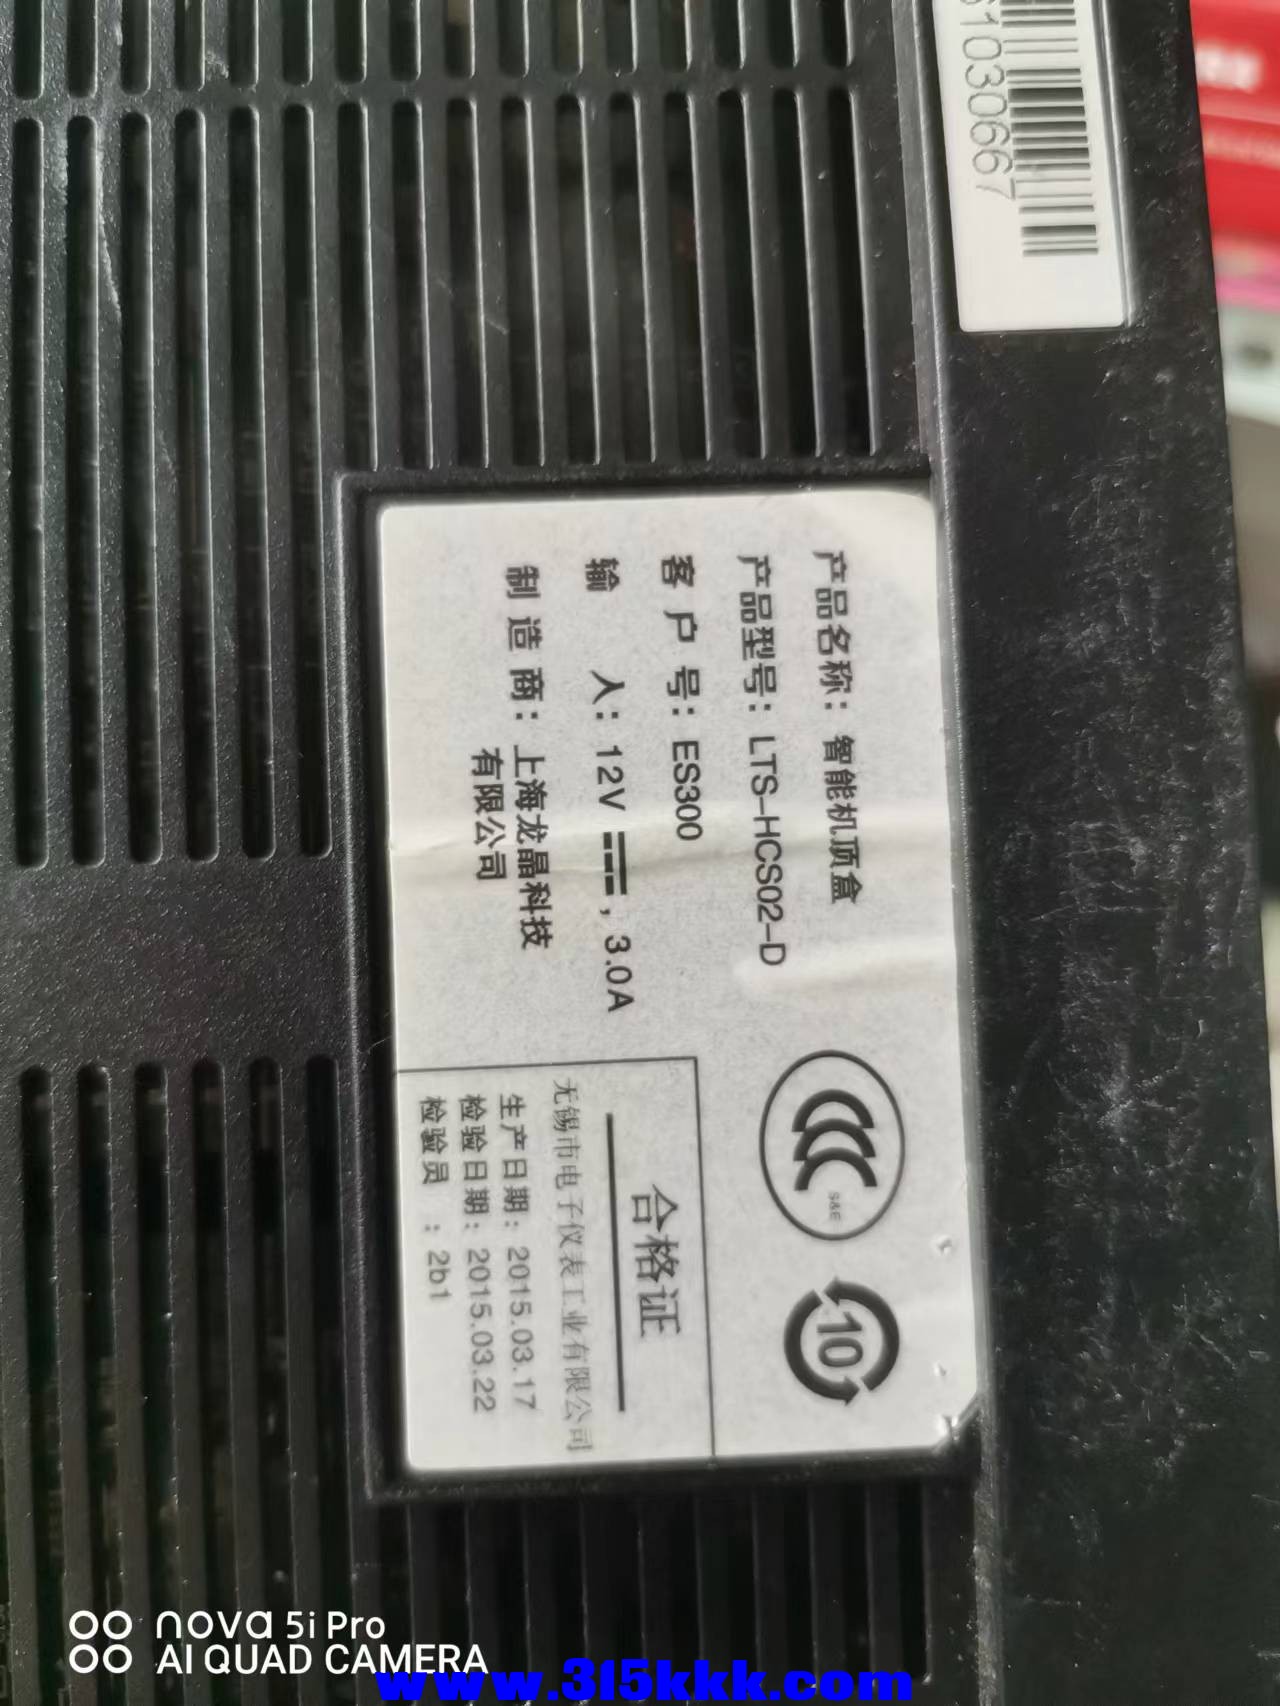 61030667
产品名称：智能机顶盒
产品型号：LTS-HCS02-D
客户号：ES300
输入：12V⎓, 3.0A
制造商：上海龙晶科技
有限公司
S&E
10
合格证
无锡市电子仪表工业有限公司
生产日期：2015.03.17
检验日期：2015.03.22
检验员：2b1
nova 5i Pro
AI QUAD CAMERA
www.315kkk.com